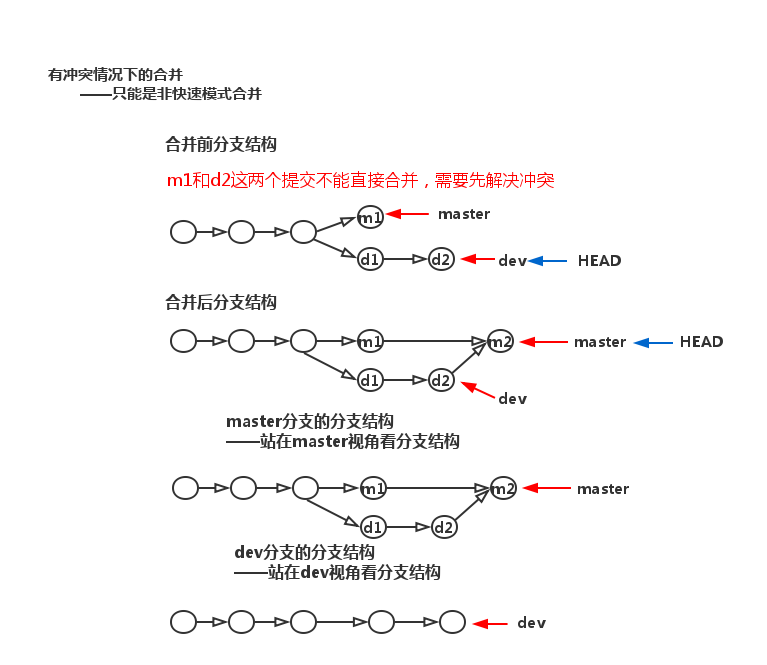 有冲突情况下的合并
——只能是非快速模式合并
合并前分支结构
m1和d2这两个提交不能直接合并，需要先解决冲突
m1 master
d1 d2 dev HEAD
合并后分支结构
m1 m2 master HEAD
d1 d2 dev
master分支的分支结构
——站在master视角看分支结构
m1 m2 master
d1 d2
dev分支的分支结构
——站在dev视角看分支结构
dev